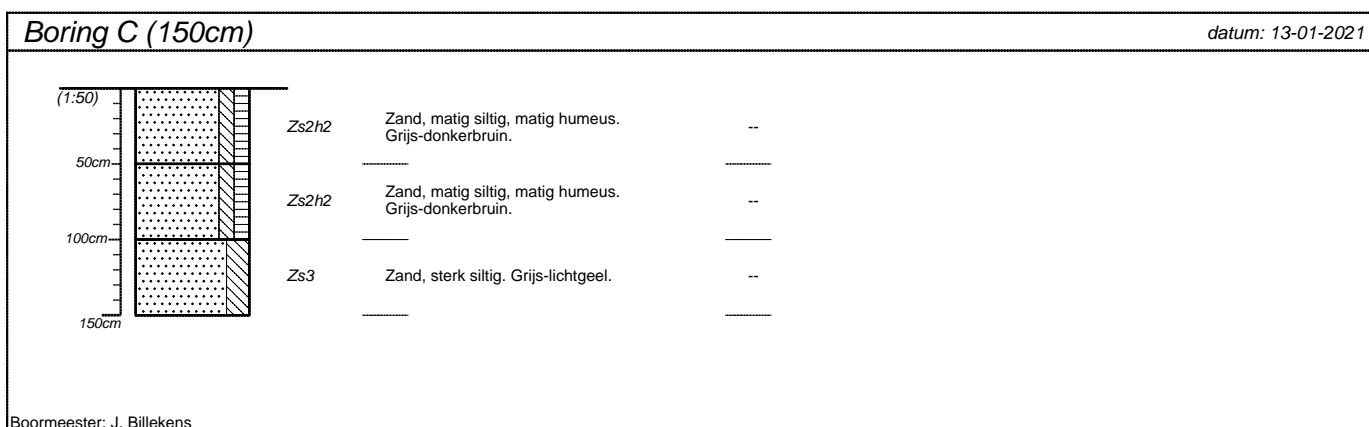 Boring C (150cm)
datum: 13-01-2021
(1:50)
Zs2h2
Zand, matig siltig, matig humeus.
Grijs-donkerbruin.
--
50cm
Zs2h2
Zand, matig siltig, matig humeus.
Grijs-donkerbruin.
--
100cm
Zs3
Zand, sterk siltig. Grijs-lichtgeel.
--
150cm
Boormeester: J. Billekens